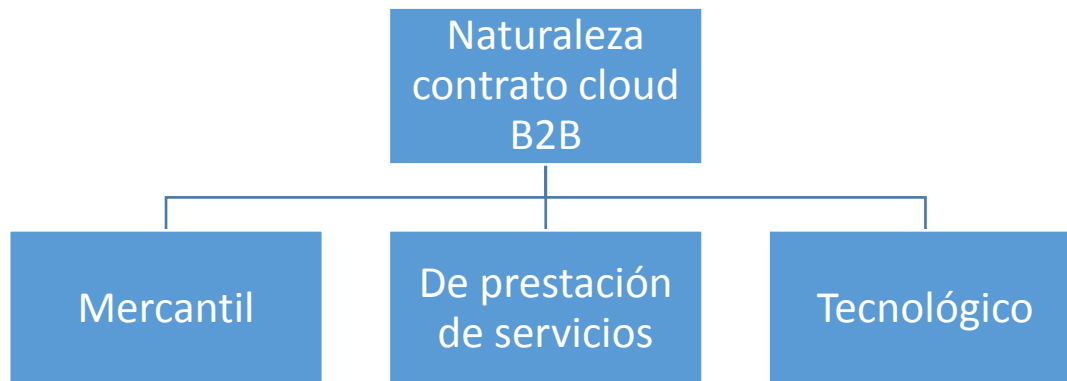 Naturaleza
contrato cloud
B2B
Mercantil
De prestación
de servicios
Tecnológico